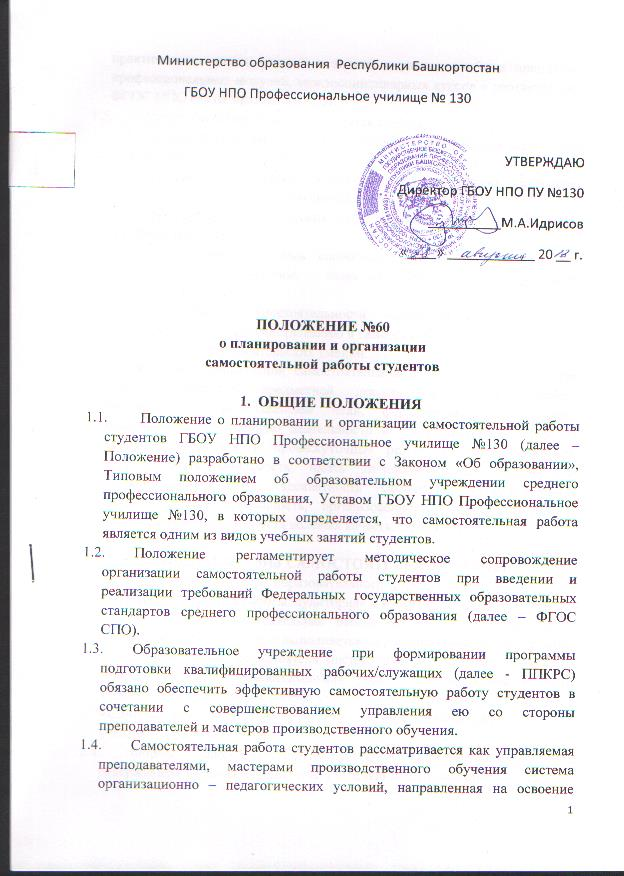 Министерство образования Республики Башкортостан
ГБОУ НПО Профессиональное училище № 130
УТВЕРЖДАЮ
Директор ГБОУ НПО ПУ №130
М.А.Идрисов
« » августа 20 г.
ПОЛОЖЕНИЕ №60
о планировании и организации
самостоятельной работы студентов
1. ОБЩИЕ ПОЛОЖЕНИЯ
1.1. Положение о планировании и организации самостоятельной работы
студентов ГБОУ НПО Профессиональное училище №130 (далее –
Положение) разработано в соответствии с Законом «Об образовании»,
Типовым положением об образовательном учреждении среднего
профессионального образования, Уставом ГБОУ НПО Профессиональное
училище №130, в которых определяется, что самостоятельная работа
является одним из видов учебных занятий студентов.
1.2. Положение регламентирует методическое сопровождение
организации самостоятельной работы студентов при введении и
реализации требований Федеральных государственных образовательных
стандартов среднего профессионального образования (далее – ФГОС
СПО).
1.3. Образовательное учреждение при формировании программы
подготовки квалифицированных рабочих/служащих (далее - ППКРС)
обязано обеспечить эффективную самостоятельную работу студентов в
сочетании с совершенствованием управления ею со стороны
преподавателей и мастеров производственного обучения.
1.4. Самостоятельная работа студентов рассматривается как управляемая
преподавателями, мастерами производственного обучения система
организационно – педагогических условий, направленная на освоение
1